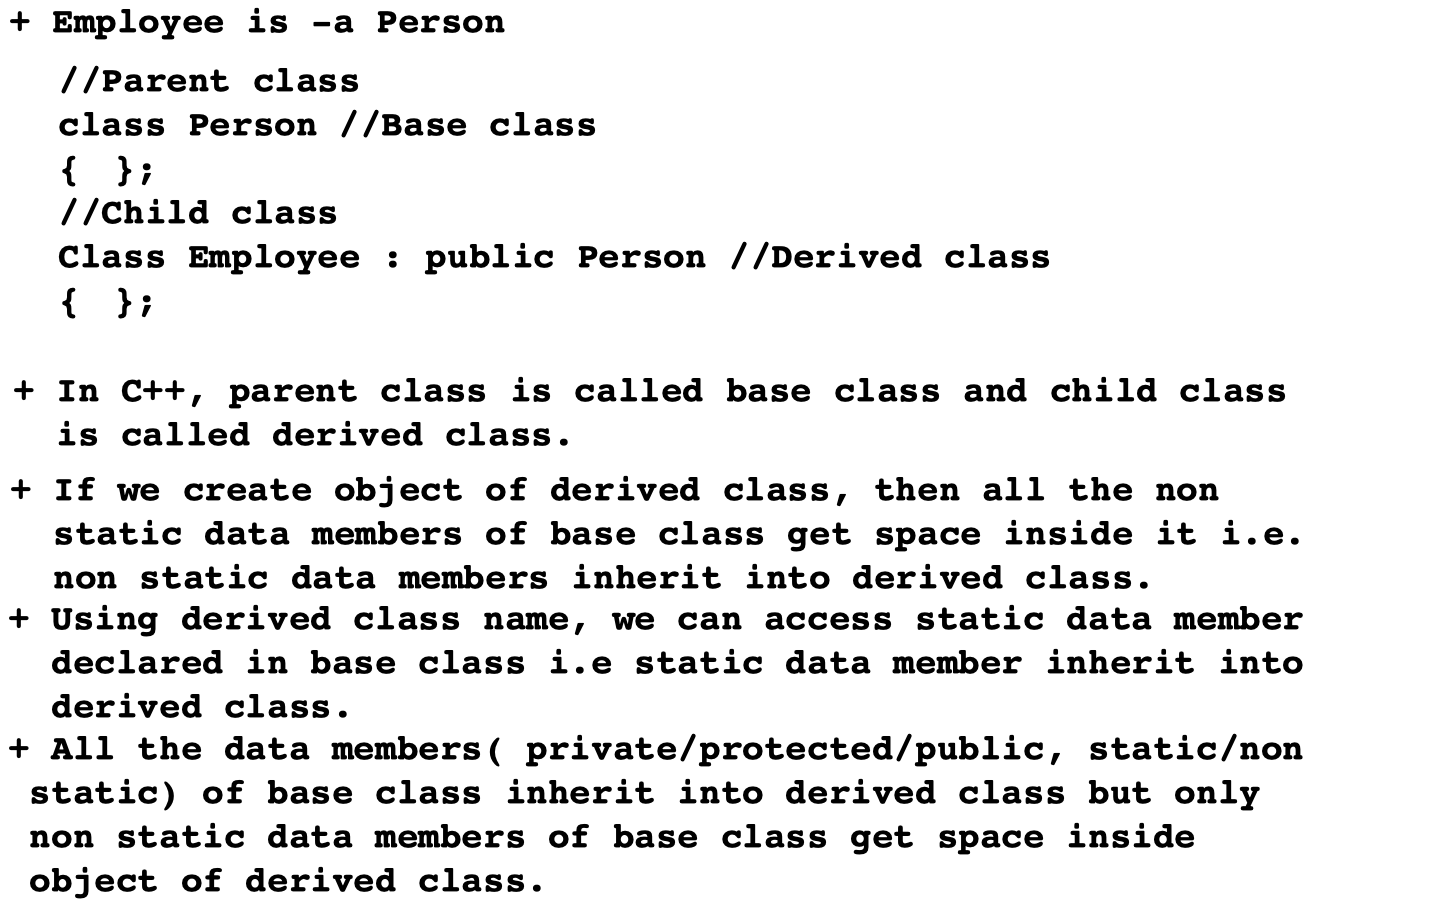 + Employee is -a Person
//Parent class
class Person //Base class
{  };
//Child class
Class Employee : public Person //Derived class
{  };
+ In C++, parent class is called base class and child class
is called derived class.
+ If we create object of derived class, then all the non
static data members of base class get space inside it i.e.
non static data members inherit into derived class.
+ Using derived class name, we can access static data member
declared in base class i.e static data member inherit into
derived class.
+ All the data members( private/protected/public, static/non
static) of base class inherit into derived class but only
non static data members of base class get space inside
object of derived class.